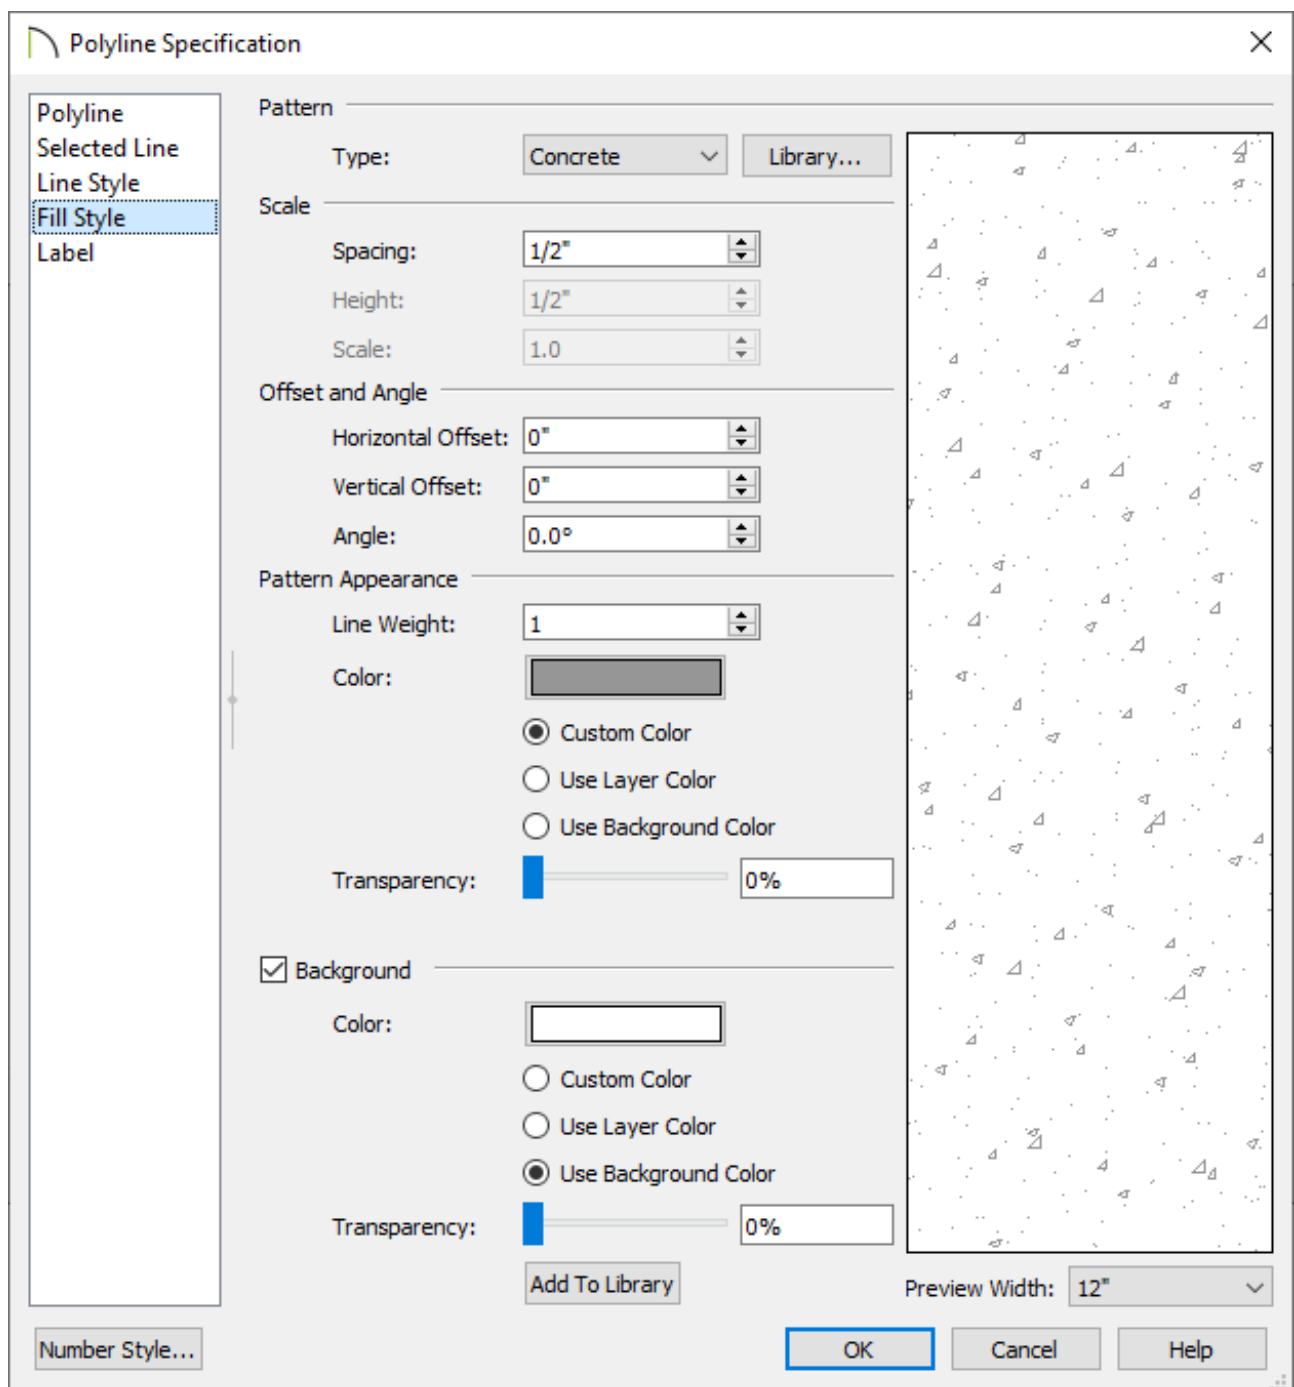 Polyline Specification
Polyline
Selected Line
Line Style
Fill Style
Label
Pattern
Type: Concrete Library...
Scale
Spacing: 1/2"
Height: 1/2"
Scale: 1.0
Offset and Angle
Horizontal Offset: 0"
Vertical Offset: 0"
Angle: 0.0°
Pattern Appearance
Line Weight: 1
Color:
Custom Color
Use Layer Color
Use Background Color
Transparency: 0%
Background
Color:
Custom Color
Use Layer Color
Use Background Color
Transparency: 0%
Add To Library
Preview Width: 12"
Number Style... OK Cancel Help